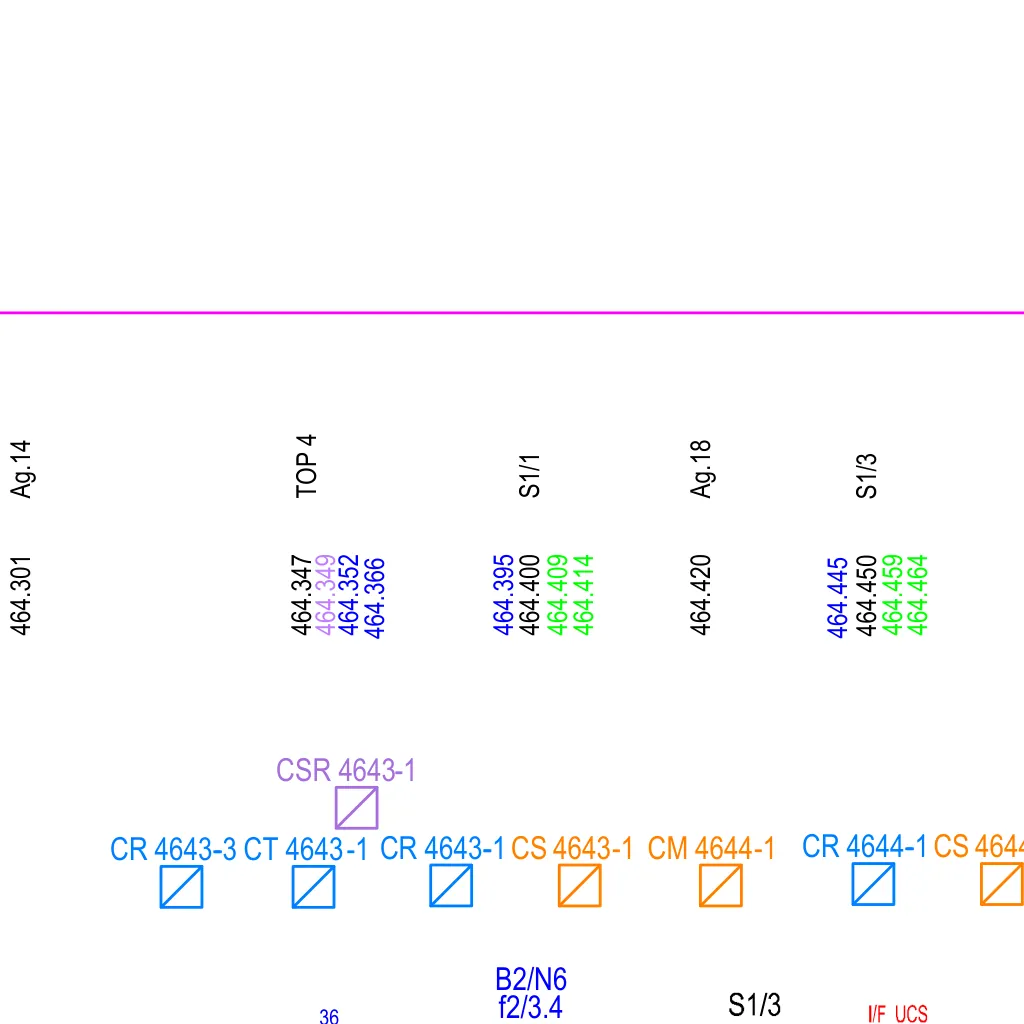 Ag.14
TOP 4
S1/1
Ag.18
S1/3
464.301
464.347
464.349
464.352
464.366
464.395
464.400
464.409
464.414
464.420
464.445
464.450
464.459
464.464
CSR 4643-1
CR 4643-3 CT 4643-1 CR 4643-1 CS 4643-1 CM 4644-1 CR 4644-1 CS 4644
B2/N6
f2/3.4
S1/3
36
I/F UCS